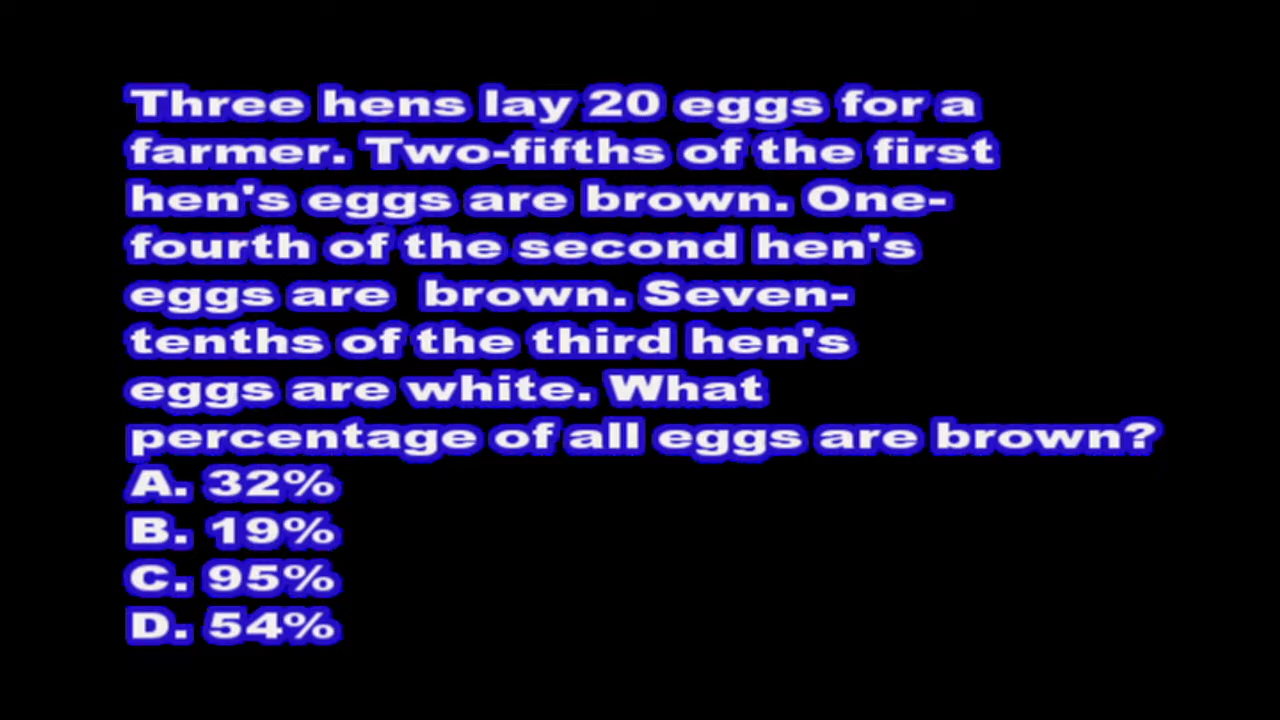 Three hens lay 20 eggs for a
farmer. Two-fifths of the first
hen's eggs are brown. One-
fourth of the second hen's
eggs are  brown. Seven-
tenths of the third hen's
eggs are white. What
percentage of all eggs are brown?
A. 32%
B. 19%
C. 95%
D. 54%